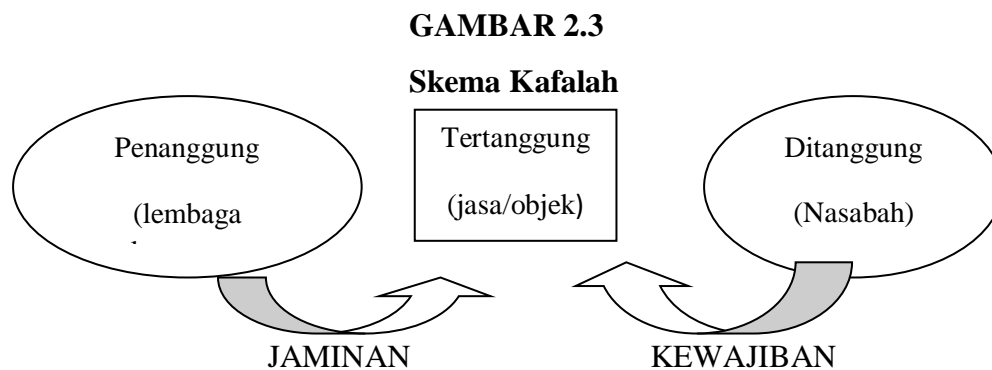 GAMBAR 2.3
Skema Kafalah
Penanggung
(lembaga
Tertanggung
(jasa/objek)
Ditanggung
(Nasabah)
JAMINAN
KEWAJIBAN